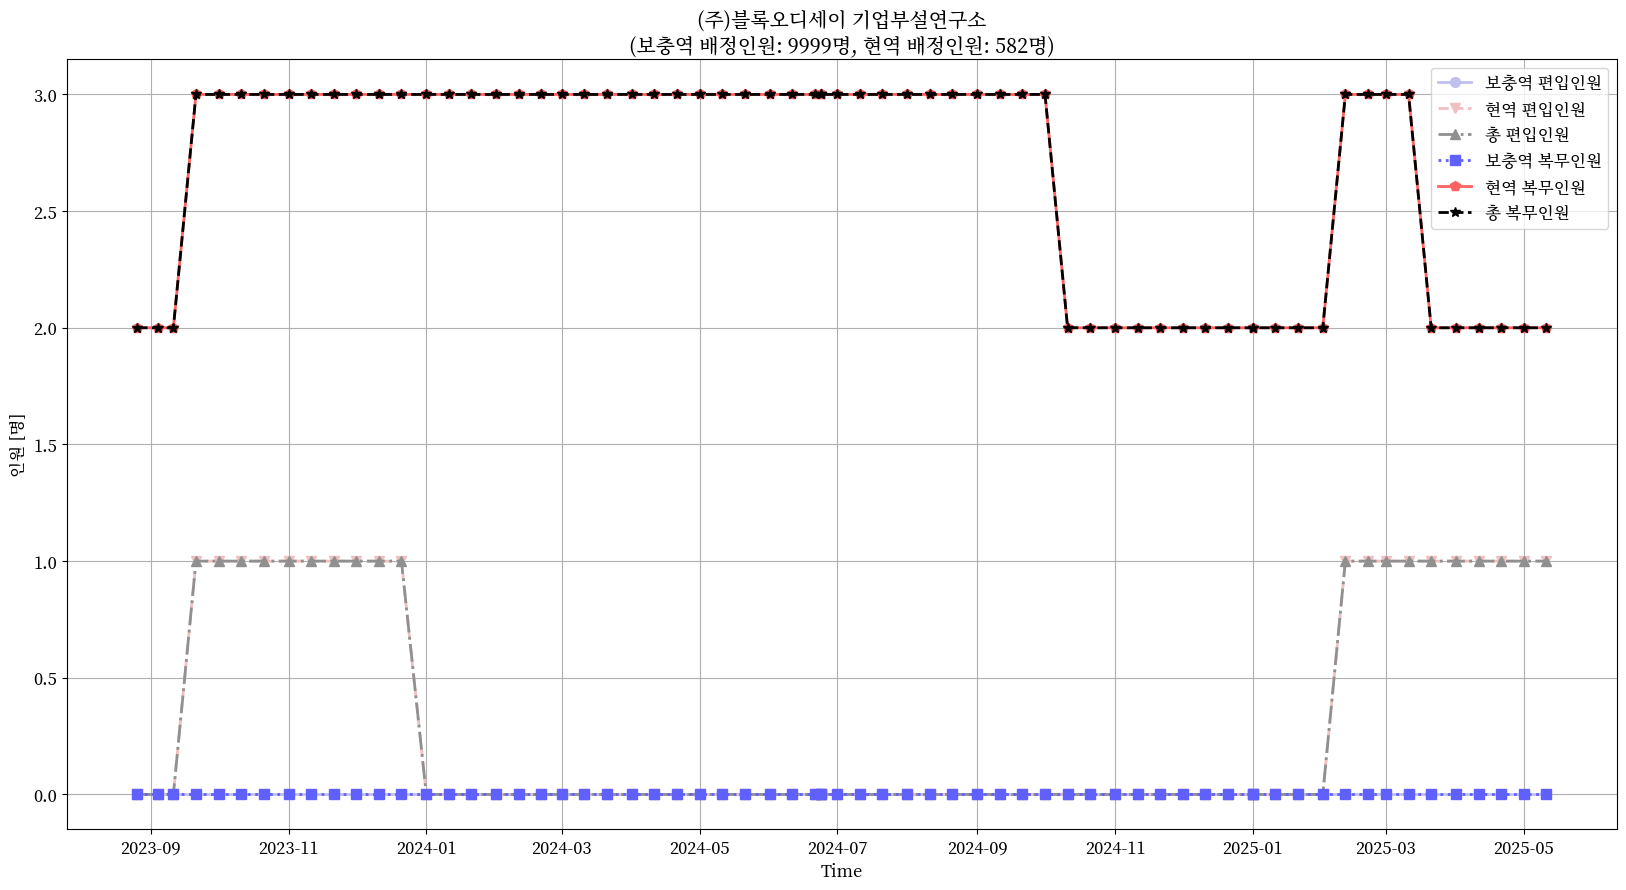 (주)블록오디세이 기업부설연구소
(보충역 배정인원: 9999명, 현역 배정인원: 582명)
보충역 편입인원
현역 편입인원
총 편입인원
보충역 복무인원
현역 복무인원
총 복무인원
인원 [명]
3.0
2.5
2.0
1.5
1.0
0.5
0.0
2023-09 2023-11 2024-01 2024-03 2024-05 2024-07 2024-09 2024-11 2025-01 2025-03 2025-05
Time